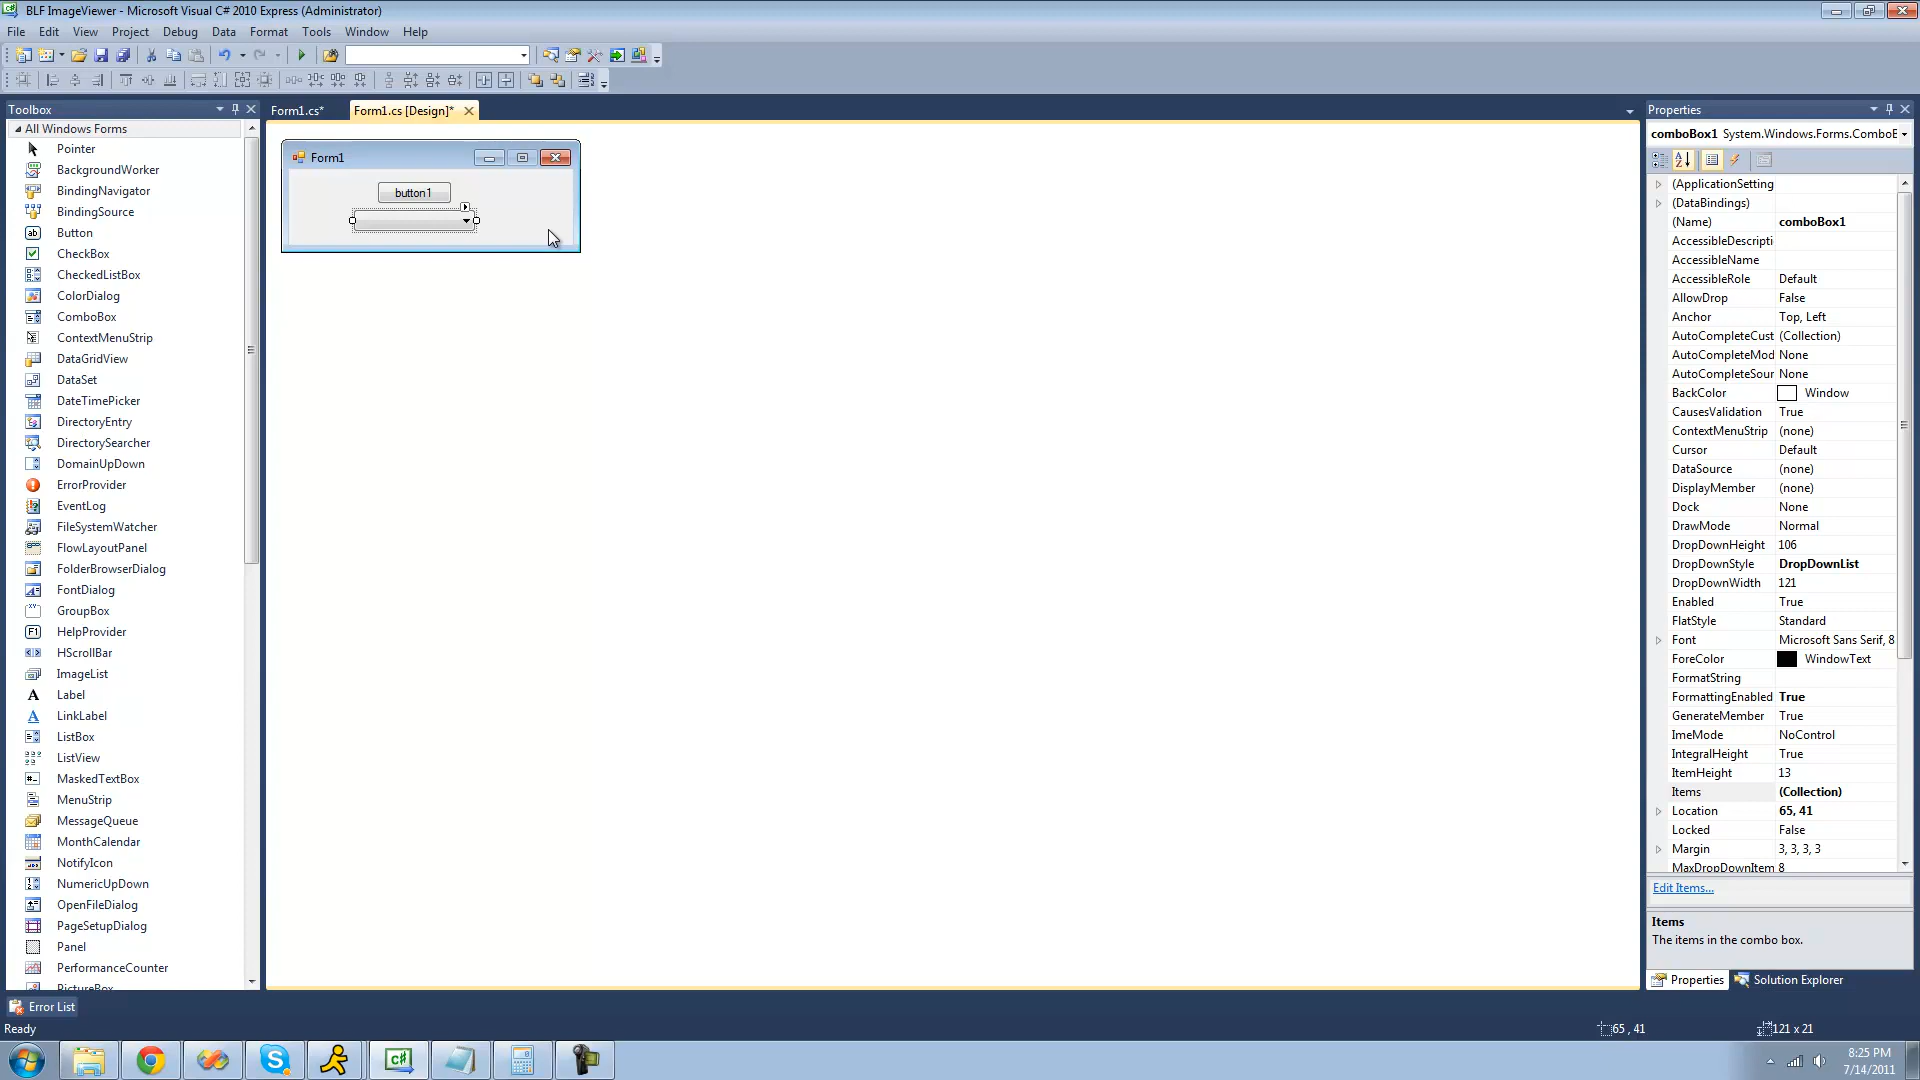 BLF ImageViewer - Microsoft Visual C# 2010 Express (Administrator)
File Edit View Project Debug Data Format Tools Window Help
Toolbox
Form1.cs*
Form1.cs [Design]*
Properties
All Windows Forms
Pointer
BackgroundWorker
BindingNavigator
BindingSource
Button
CheckBox
CheckedListBox
ColorDialog
ComboBox
ContextMenuStrip
DataGridView
DataSet
DateTimePicker
DirectoryEntry
DirectorySearcher
DomainUpDown
ErrorProvider
EventLog
FileSystemWatcher
FlowLayoutPanel
FolderBrowserDialog
FontDialog
GroupBox
HelpProvider
HScrollBar
ImageList
Label
LinkLabel
ListBox
ListView
MaskedTextBox
MenuStrip
MessageQueue
MonthCalendar
NotifyIcon
NumericUpDown
OpenFileDialog
PageSetupDialog
Panel
PerformanceCounter
PictureBox
Form1
button1
comboBox1 System.Windows.Forms.ComboE
(ApplicationSetting
(DataBindings)
(Name) comboBox1
AccessibleDescripti
AccessibleName
AccessibleRole Default
AllowDrop False
Anchor Top, Left
AutoCompleteCust (Collection)
AutoCompleteMod None
AutoCompleteSour None
BackColor Window
CausesValidation True
ContextMenuStrip (none)
Cursor Default
DataSource (none)
DisplayMember (none)
Dock None
DrawMode Normal
DropDownHeight 106
DropDownStyle DropDownList
DropDownWidth 121
Enabled True
FlatStyle Standard
Font Microsoft Sans Serif, 8
ForeColor WindowText
FormatString
FormattingEnabled True
GenerateMember True
ImeMode NoControl
IntegralHeight True
ItemHeight 13
Items (Collection)
Location 65, 41
Locked False
Margin 3, 3, 3, 3
MaxDropDownItem 8
Edit Items...
Items
The items in the combo box.
Properties Solution Explorer
Error List
Ready
65 , 41
121 x 21
8:25 PM
7/14/2011